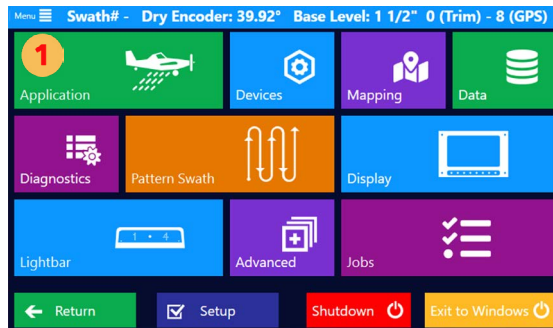 Menu Swath# - Dry Encoder: 39.92° Base Level: 1 1/2" 0 (Trim) - 8 (GPS)
1
Application Devices Mapping Data
Diagnostics Pattern Swath Display
1 • 4
Lightbar Advanced Jobs
Return Setup Shutdown Exit to Windows